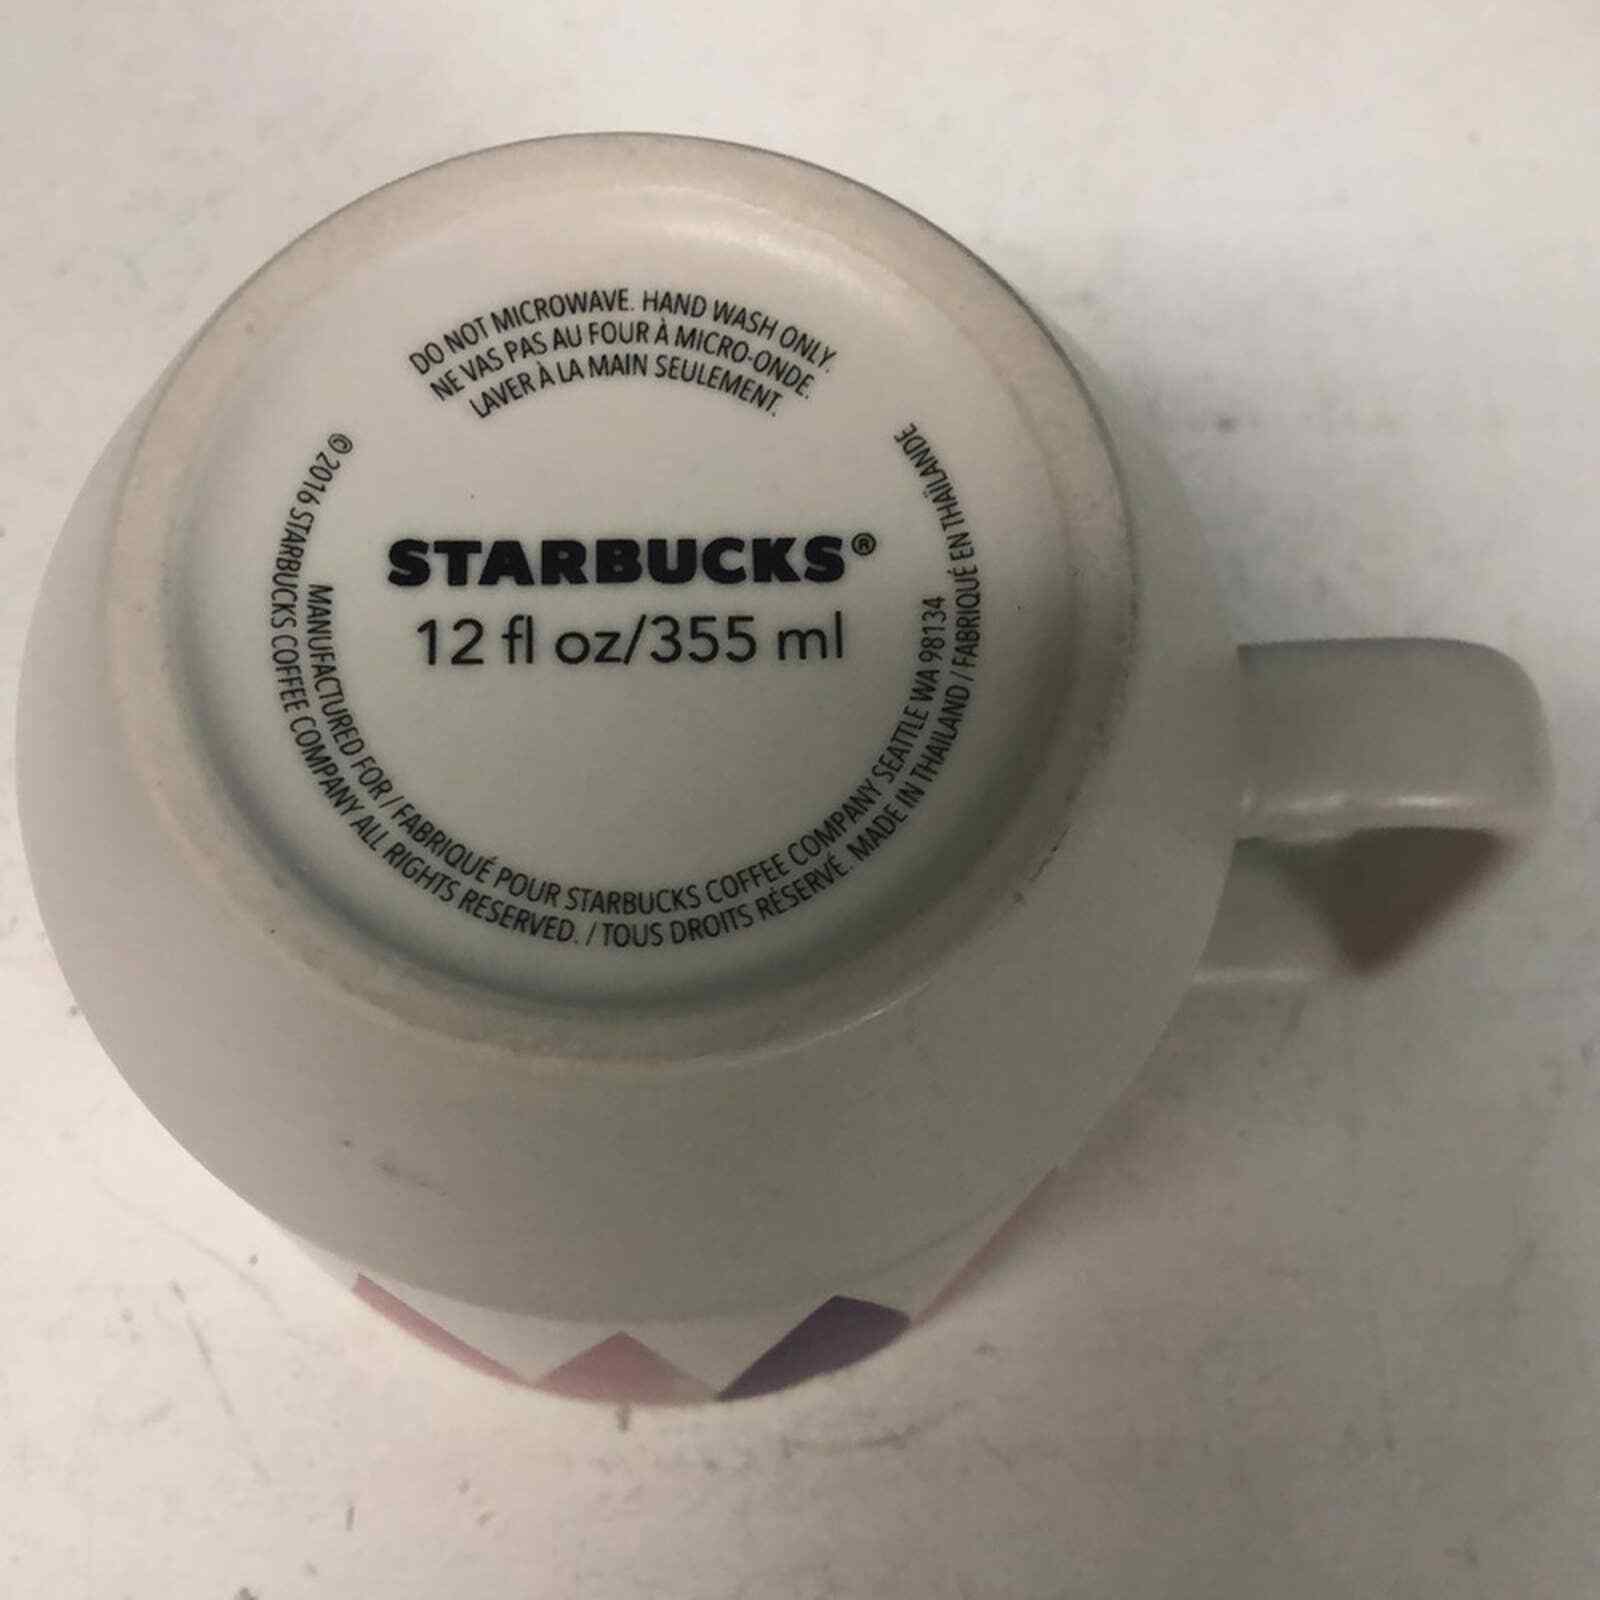 DO NOT MICROWAVE. HAND WASH ONLY.
NE VAS PAS AU FOUR À MICRO-ONDE.
LAVER À LA MAIN SEULEMENT.
STARBUCKS®
12 fl oz/355 ml
MANUFACTURED FOR / FABRIQUÉ POUR STARBUCKS COFFEE COMPANY SEATTLE WA 98134
© 2016 STARBUCKS COFFEE COMPANY ALL RIGHTS RESERVED. / TOUS DROITS RÉSERVÉ. MADE IN THAILAND / FABRIQUÉ EN THAÏLANDE